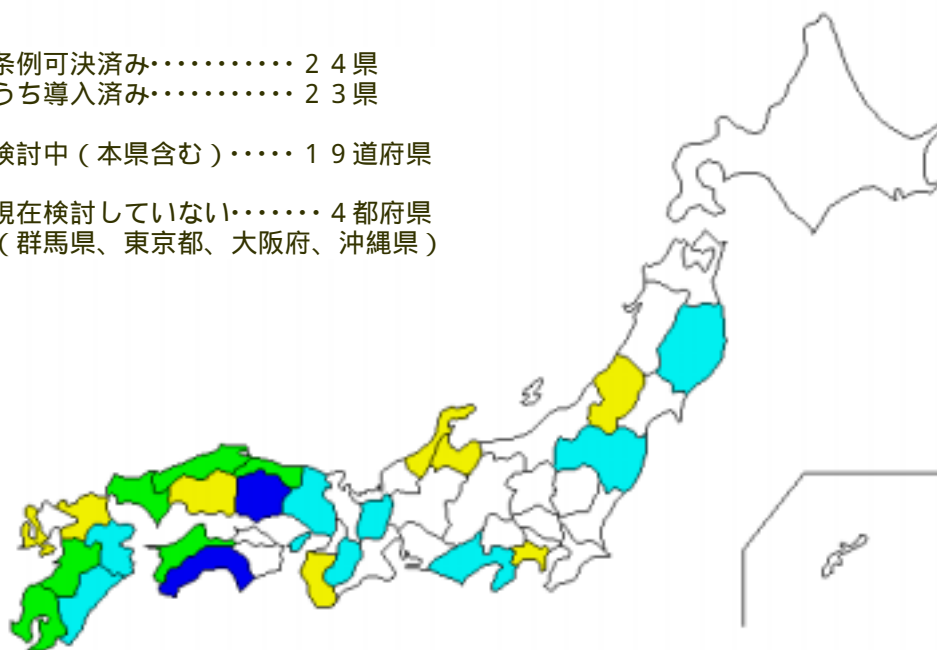 条例可決済み・・・・・・・・・・・ ２４県
うち導入済み・・・・・・・・・・・ ２３県
検討中（本県含む）・・・・・ １９道府県
現在検討していない・・・・・・・ ４都府県
（群馬県、東京都、大阪府、沖縄県）